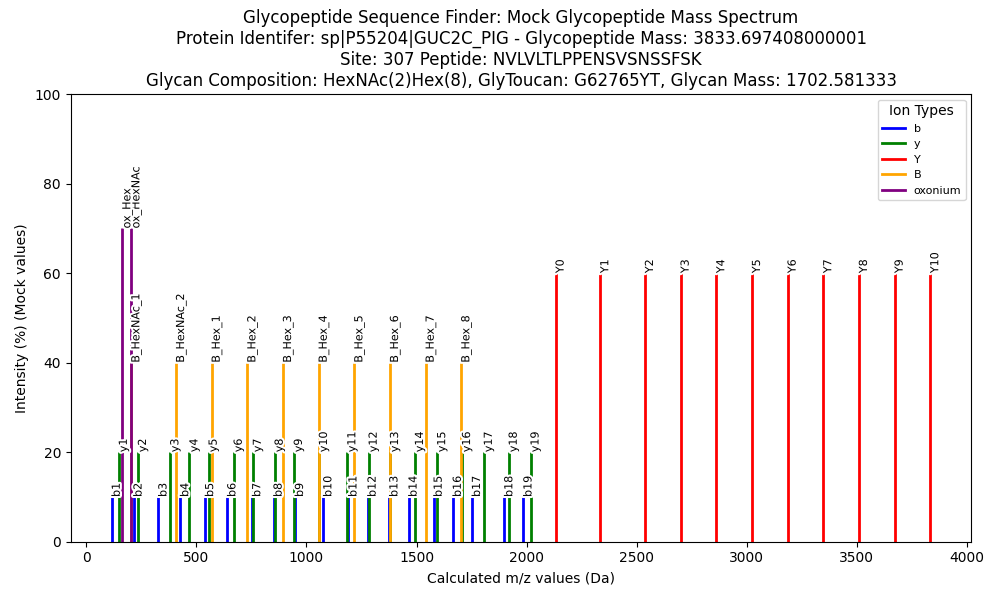 Glycopeptide Sequence Finder: Mock Glycopeptide Mass Spectrum
Protein Identifer: sp|P55204|GUC2C_PIG - Glycopeptide Mass: 3833.697408000001
Site: 307 Peptide: NVLVLTLPPENSVSNSSFSK
Glycan Composition: HexNAc(2)Hex(8), GlyToucan: G62765YT, Glycan Mass: 1702.581333
Intensity (%) (Mock values)
100
80
60
40
20
0
Ion Types
b
y
Y
B
oxonium
ox_Hex
ox_HexNAc
Y0
Y1
Y2
Y3
Y4
Y5
Y6
Y7
Y8
Y9
Y10
B_HexNAc_1
B_HexNAc_2
B_Hex_1
B_Hex_2
B_Hex_3
B_Hex_4
B_Hex_5
B_Hex_6
B_Hex_7
B_Hex_8
y1
y2
y3
y4
y5
y6
y7
y8
y9
y10
y11
y12
y13
y14
y15
y16
y17
y18
y19
b1
b2
b3
b4
b5
b6
b7
b8
b9
b10
b11
b12
b13
b14
b15
b16
b17
b18
b19
0
500
1000
1500
2000
2500
3000
3500
4000
Calculated m/z values (Da)